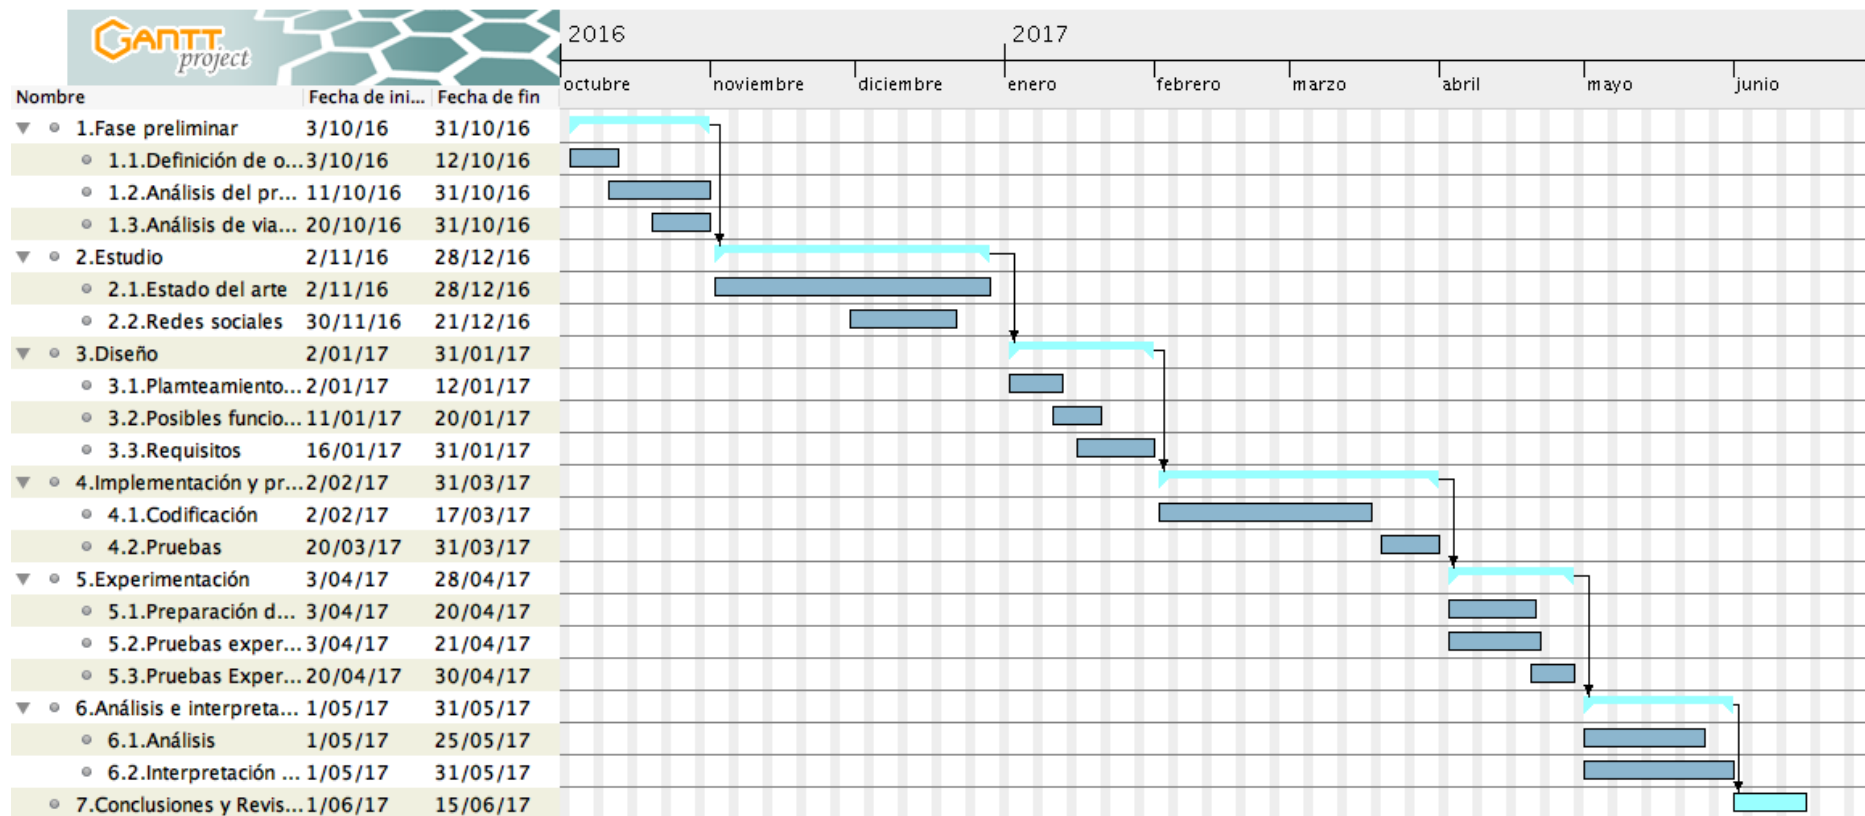 GANTT
project
2016 2017
octubre noviembre diciembre enero febrero marzo abril mayo junio
Nombre Fecha de ini... Fecha de fin
1.Fase preliminar 3/10/16 31/10/16
1.1.Definición de o... 3/10/16 12/10/16
1.2.Análisis del pr... 11/10/16 31/10/16
1.3.Análisis de via... 20/10/16 31/10/16
2.Estudio 2/11/16 28/12/16
2.1.Estado del arte 2/11/16 28/12/16
2.2.Redes sociales 30/11/16 21/12/16
3.Diseño 2/01/17 31/01/17
3.1.Plamteamiento... 2/01/17 12/01/17
3.2.Posibles funcio... 11/01/17 20/01/17
3.3.Requisitos 16/01/17 31/01/17
4.Implementación y pr... 2/02/17 31/03/17
4.1.Codificación 2/02/17 17/03/17
4.2.Pruebas 20/03/17 31/03/17
5.Experimentación 3/04/17 28/04/17
5.1.Preparación d... 3/04/17 20/04/17
5.2.Pruebas exper... 3/04/17 21/04/17
5.3.Pruebas Exper... 20/04/17 30/04/17
6.Análisis e interpreta... 1/05/17 31/05/17
6.1.Análisis 1/05/17 25/05/17
6.2.Interpretación ... 1/05/17 31/05/17
7.Conclusiones y Revis... 1/06/17 15/06/17